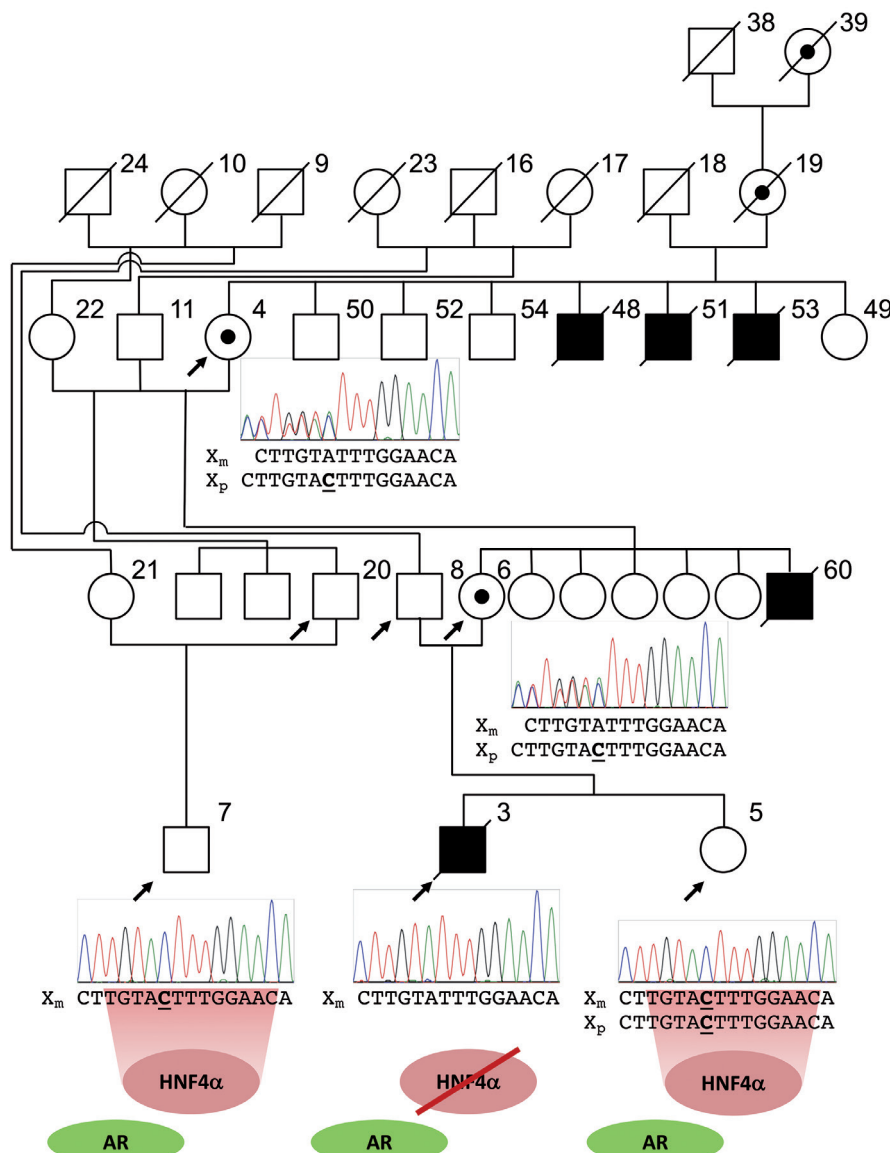 38 39
24 10 9 23 16 17 18 19
22 11 4 50 52 54 48 51 53 49
Xm CTTGTATTTGGAACA
Xp CTTGTACTTTGGAACA
21 20 8 6 60
Xm CTTGTATTTGGAACA
Xp CTTGTACTTTGGAACA
7 3 5
Xm CTTGTACTTTGGAACA Xm CTTGTATTTGGAACA Xm CTTGTACTTTGGAACA
Xp CTTGTACTTTGGAACA
HNF4α HNF4α HNF4α
AR AR AR